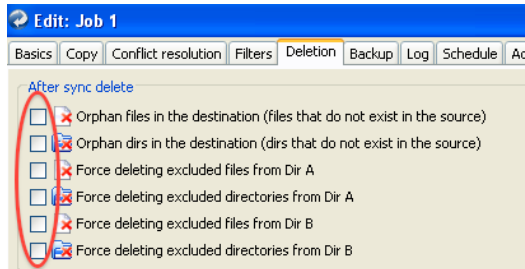 Edit: Job 1
Basics Copy Conflict resolution Filters Deletion Backup Log Schedule
After sync delete
Orphan files in the destination (files that do not exist in the source)
Orphan dirs in the destination (dirs that do not exist in the source)
Force deleting excluded files from Dir A
Force deleting excluded directories from Dir A
Force deleting excluded files from Dir B
Force deleting excluded directories from Dir B